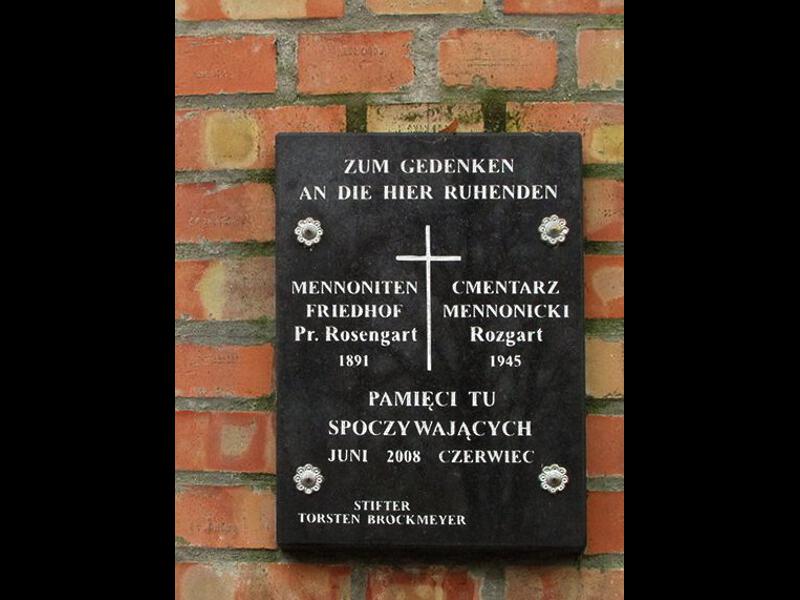 ZUM GEDENKEN
AN DIE HIER RUHENDEN
MENNONITEN
FRIEDHOF
Pr. Rosengart
1891
CMENTARZ
MENNONICKI
Rozgart
1945
PAMIĘCI TU
SPOCZYWAJĄCYCH
JUNI 2008 CZERWIEC
STIFTER
TORSTEN BROCKMEYER